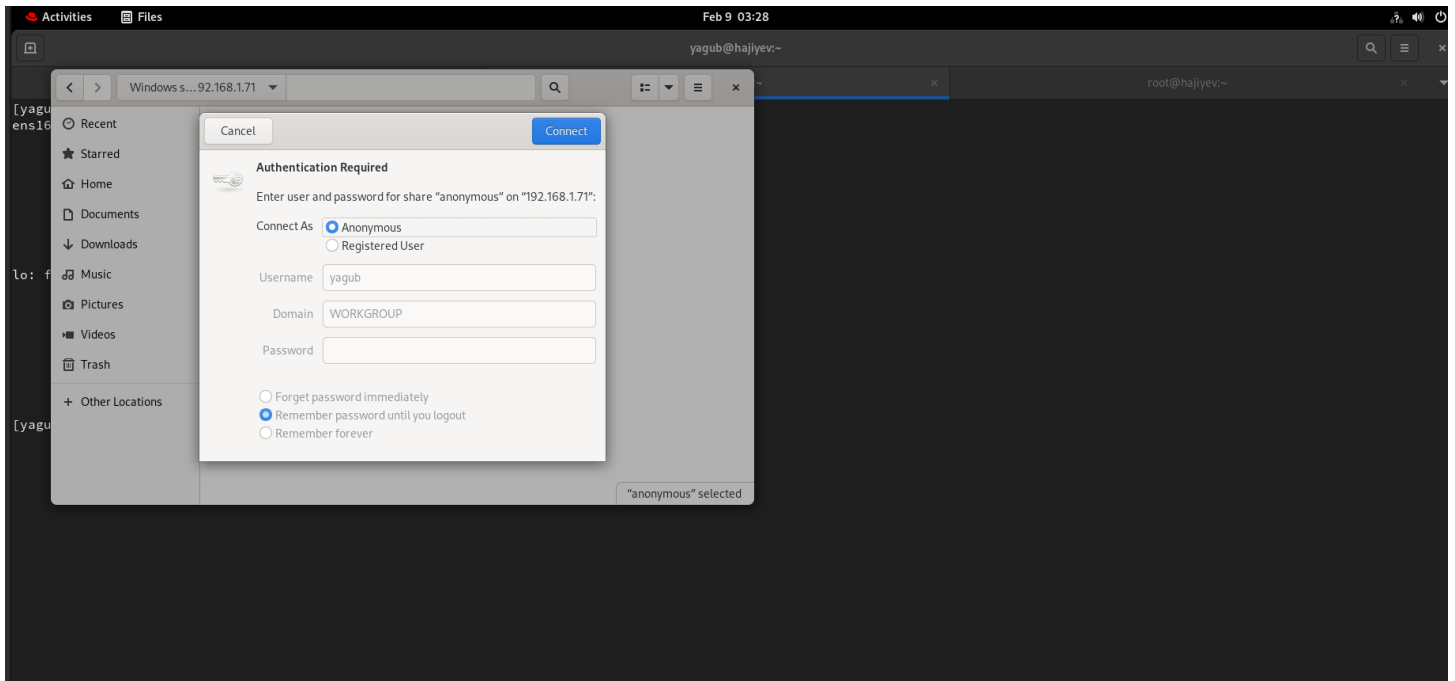 Activities Files Feb 9 03:28
yagub@hajiyev:~
Windows s...92.168.1.71 ~ root@hajiyev:~
[yagu
ens16
Recent
Starred
Home
Documents
Downloads
lo: f
Music
Pictures
Videos
Trash
+ Other Locations
[yagu
Cancel Connect
Authentication Required
Enter user and password for share “anonymous” on “192.168.1.71”:
Connect As Anonymous
Registered User
Username yagub
Domain WORKGROUP
Password
Forget password immediately
Remember password until you logout
Remember forever
“anonymous” selected